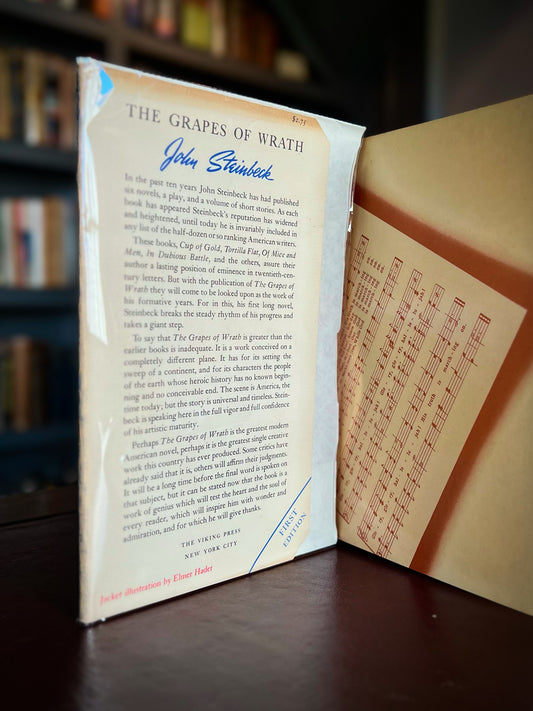 $2.75
THE GRAPES OF WRATH
John Steinbeck
In the past ten years John Steinbeck has had published
six novels, a play, and a volume of short stories. As each
book has appeared Steinbeck's reputation has widened
and heightened, until today he is invariably included in
any list of the half-dozen or so ranking American writers.
These books, Cup of Gold, Tortilla Flat, Of Mice and
Men, In Dubious Battle, and the others, assure their
author a lasting position of eminence in twentieth-cen-
tury letters. But with the publication of The Grapes of
Wrath they will come to be looked upon as the work of
his formative years. For in this, his first long novel,
Steinbeck breaks the steady rhythm of his progress and
takes a giant step.
To say that The Grapes of Wrath is greater than the
earlier books is inadequate. It is a work conceived on a
completely different plane. It has for its setting the
sweep of a continent, and for its characters the people
of the earth whose heroic history has no known begin-
ning and no conceivable end. The scene is America, the
time today; but the story is universal and timeless. Stein-
beck is speaking here in the full vigor and full confidence
of his artistic maturity.
Perhaps The Grapes of Wrath is the greatest modern
American novel, perhaps it is the greatest single creative
work this country has ever produced. Some critics have
already said that it is, others will affirm their judgments.
It will be a long time before the final word is spoken on
that subject, but it can be stated now that the book is a
work of genius which will test the heart and the soul of
every reader, which will inspire him with wonder and
admiration, and for which he will give thanks.
THE VIKING PRESS
NEW YORK CITY
FIRST
EDITION
Jacket illustration by Elmer Hader